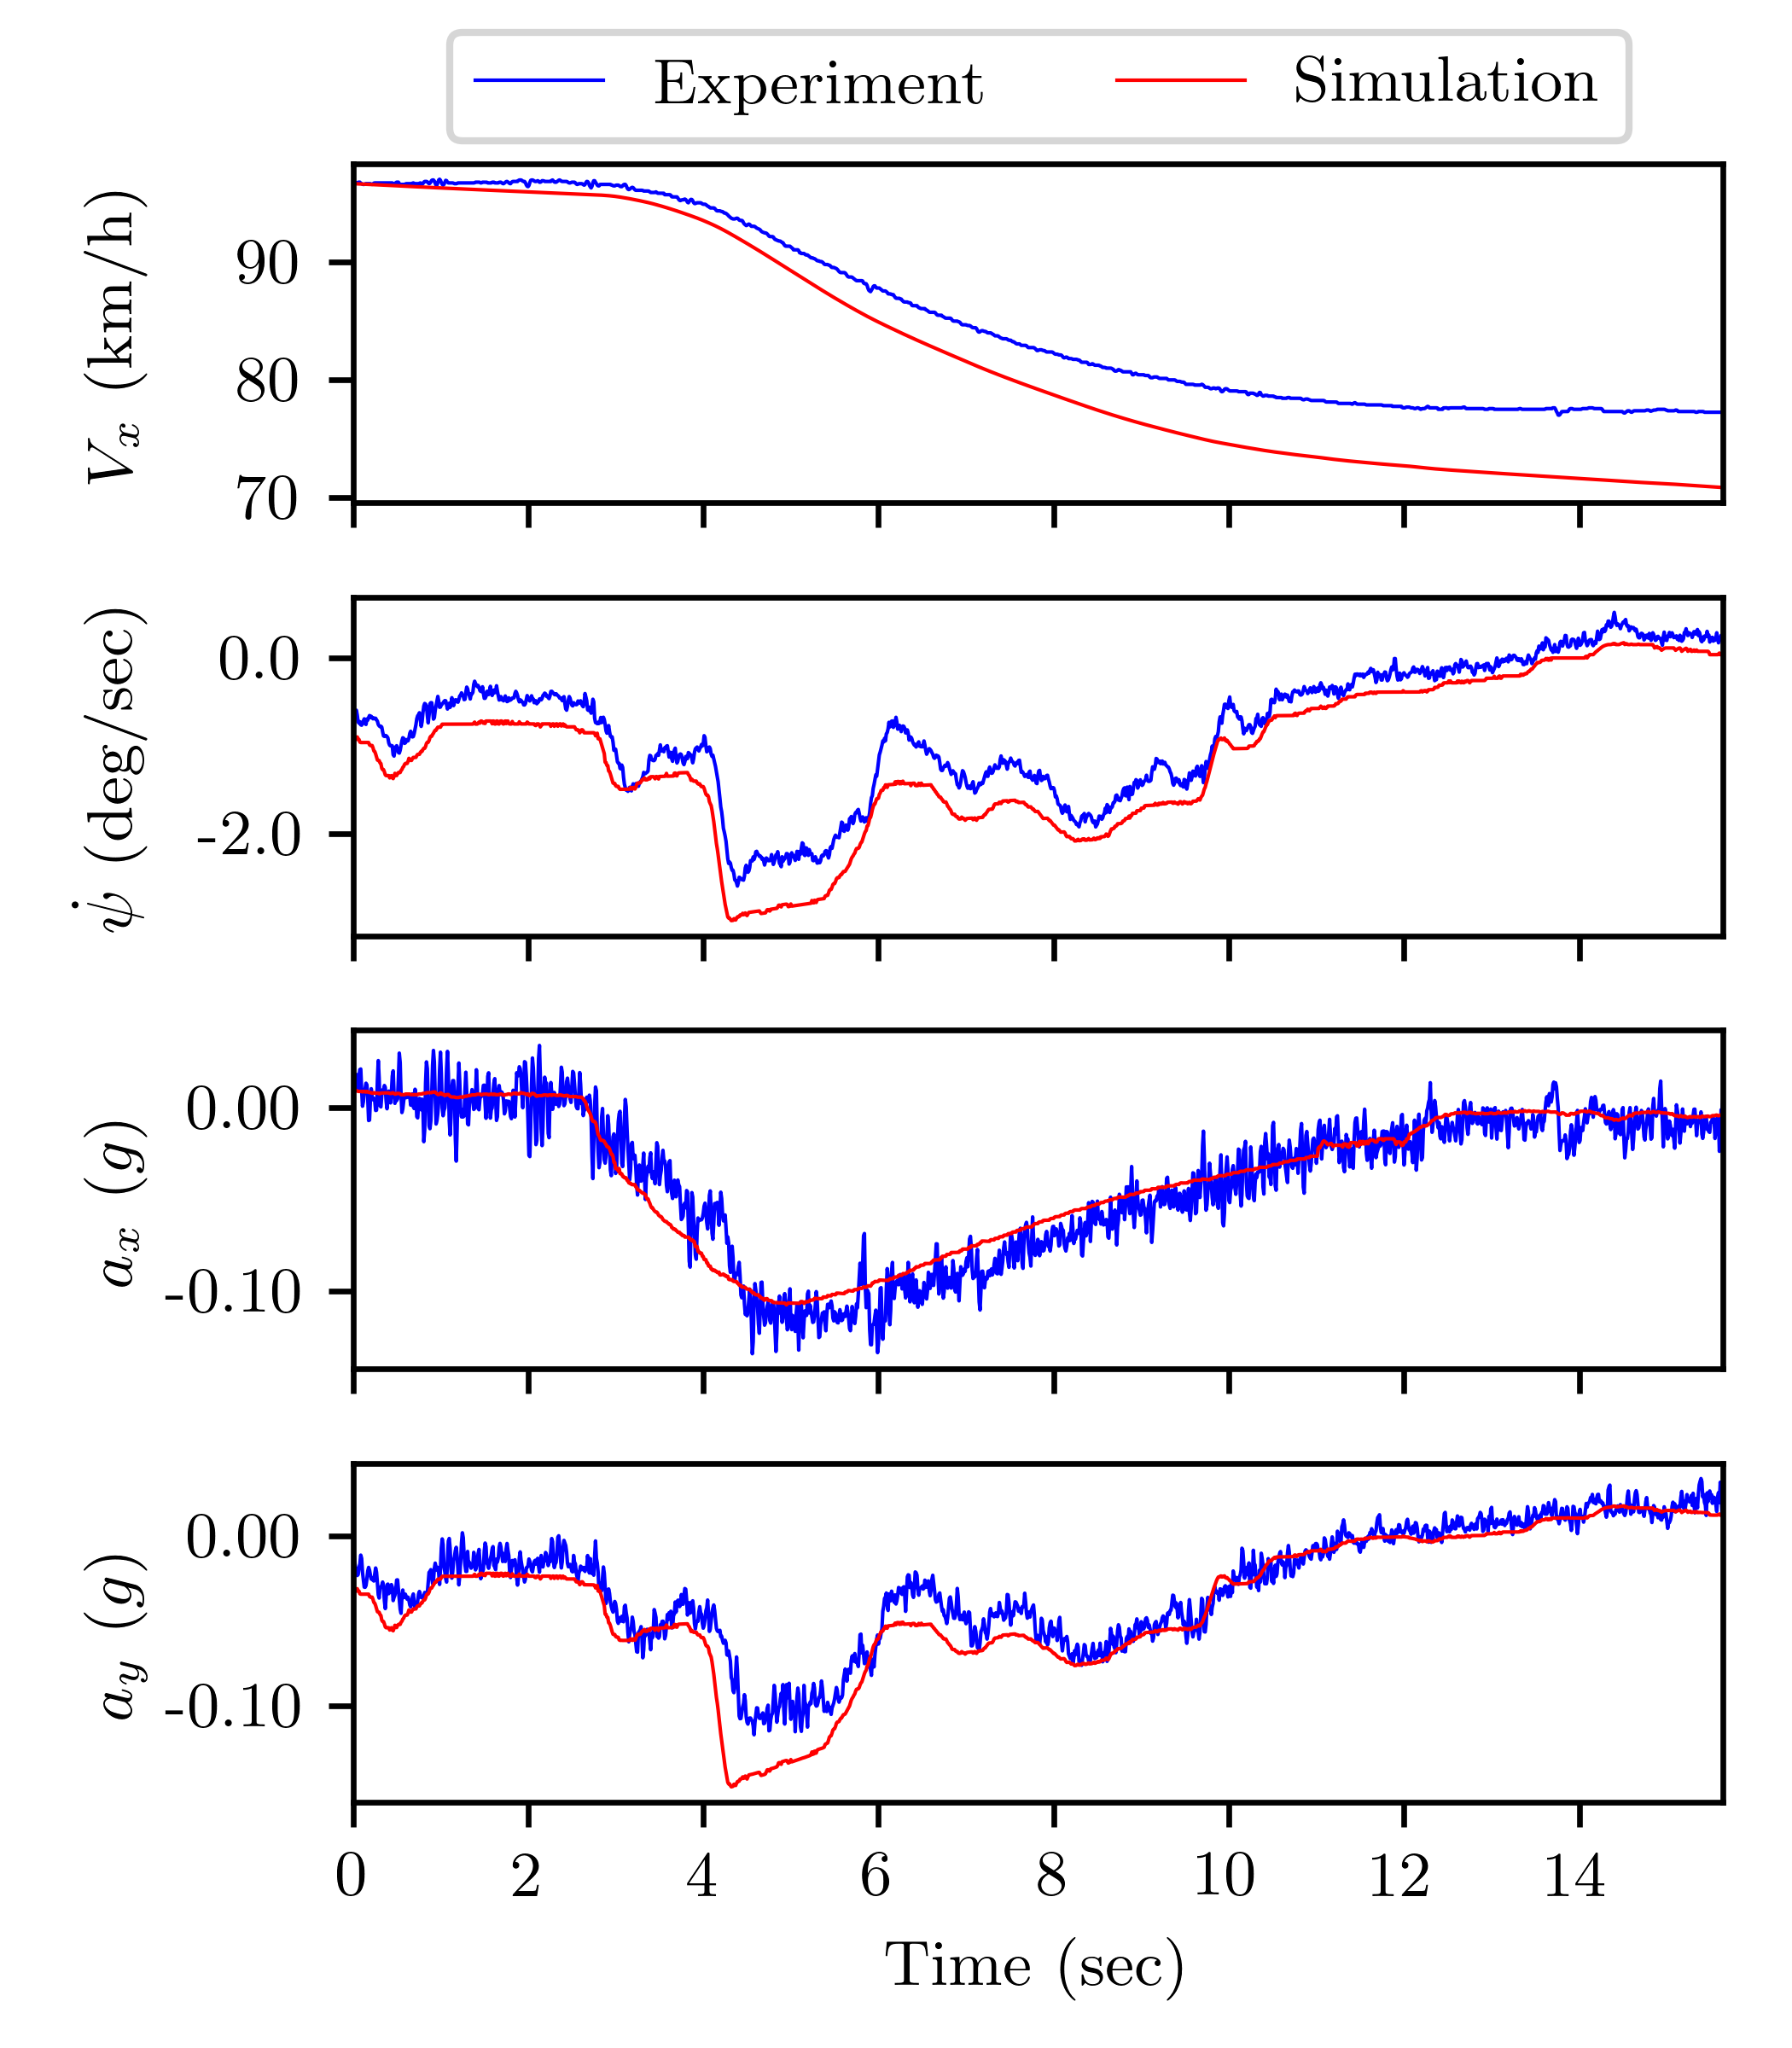 Experiment Simulation
V_x (km/h)
90
80
70
ψ̇ (deg/sec)
0.0
-2.0
a_x (g)
0.00
-0.10
a_y (g)
0.00
-0.10
0 2 4 6 8 10 12 14
Time (sec)